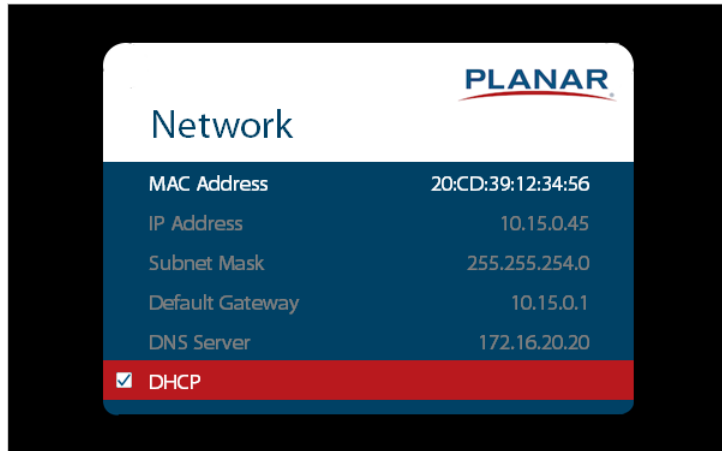 PLANAR
Network
MAC Address 20:CD:39:12:34:56
IP Address 10.15.0.45
Subnet Mask 255.255.254.0
Default Gateway 10.15.0.1
DNS Server 172.16.20.20
DHCP